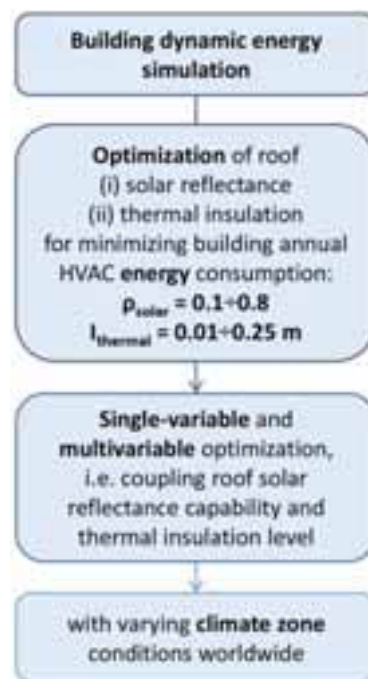 Building dynamic energy
simulation
Optimization of roof
(i) solar reflectance
(ii) thermal insulation
for minimizing building annual
HVAC energy consumption:
ρsolar = 0.1÷0.8
Ithermal = 0.01÷0.25 m
Single-variable and
multivariable optimization,
i.e. coupling roof solar
reflectance capability and
thermal insulation level
with varying climate zone
conditions worldwide